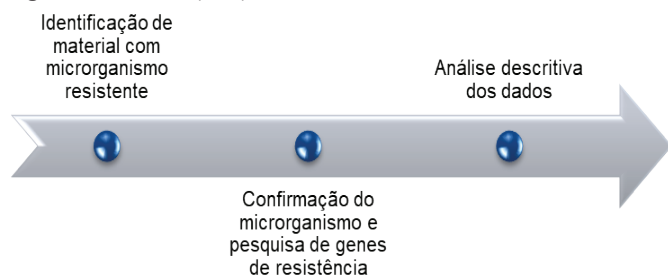 Identificação de
material com
microrganismo
resistente
Confirmação do
microrganismo e
pesquisa de genes
de resistência
Análise descritiva
dos dados